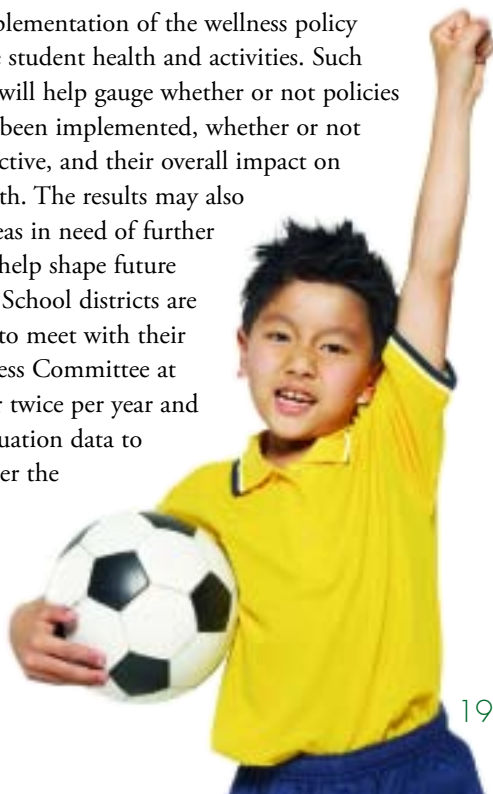 plementation of the wellness policy
e student health and activities. Such
will help gauge whether or not policies
been implemented, whether or not
ctive, and their overall impact on
th. The results may also
eas in need of further
help shape future
School districts are
to meet with their
ess Committee at
r twice per year and
uation data to
er the
19